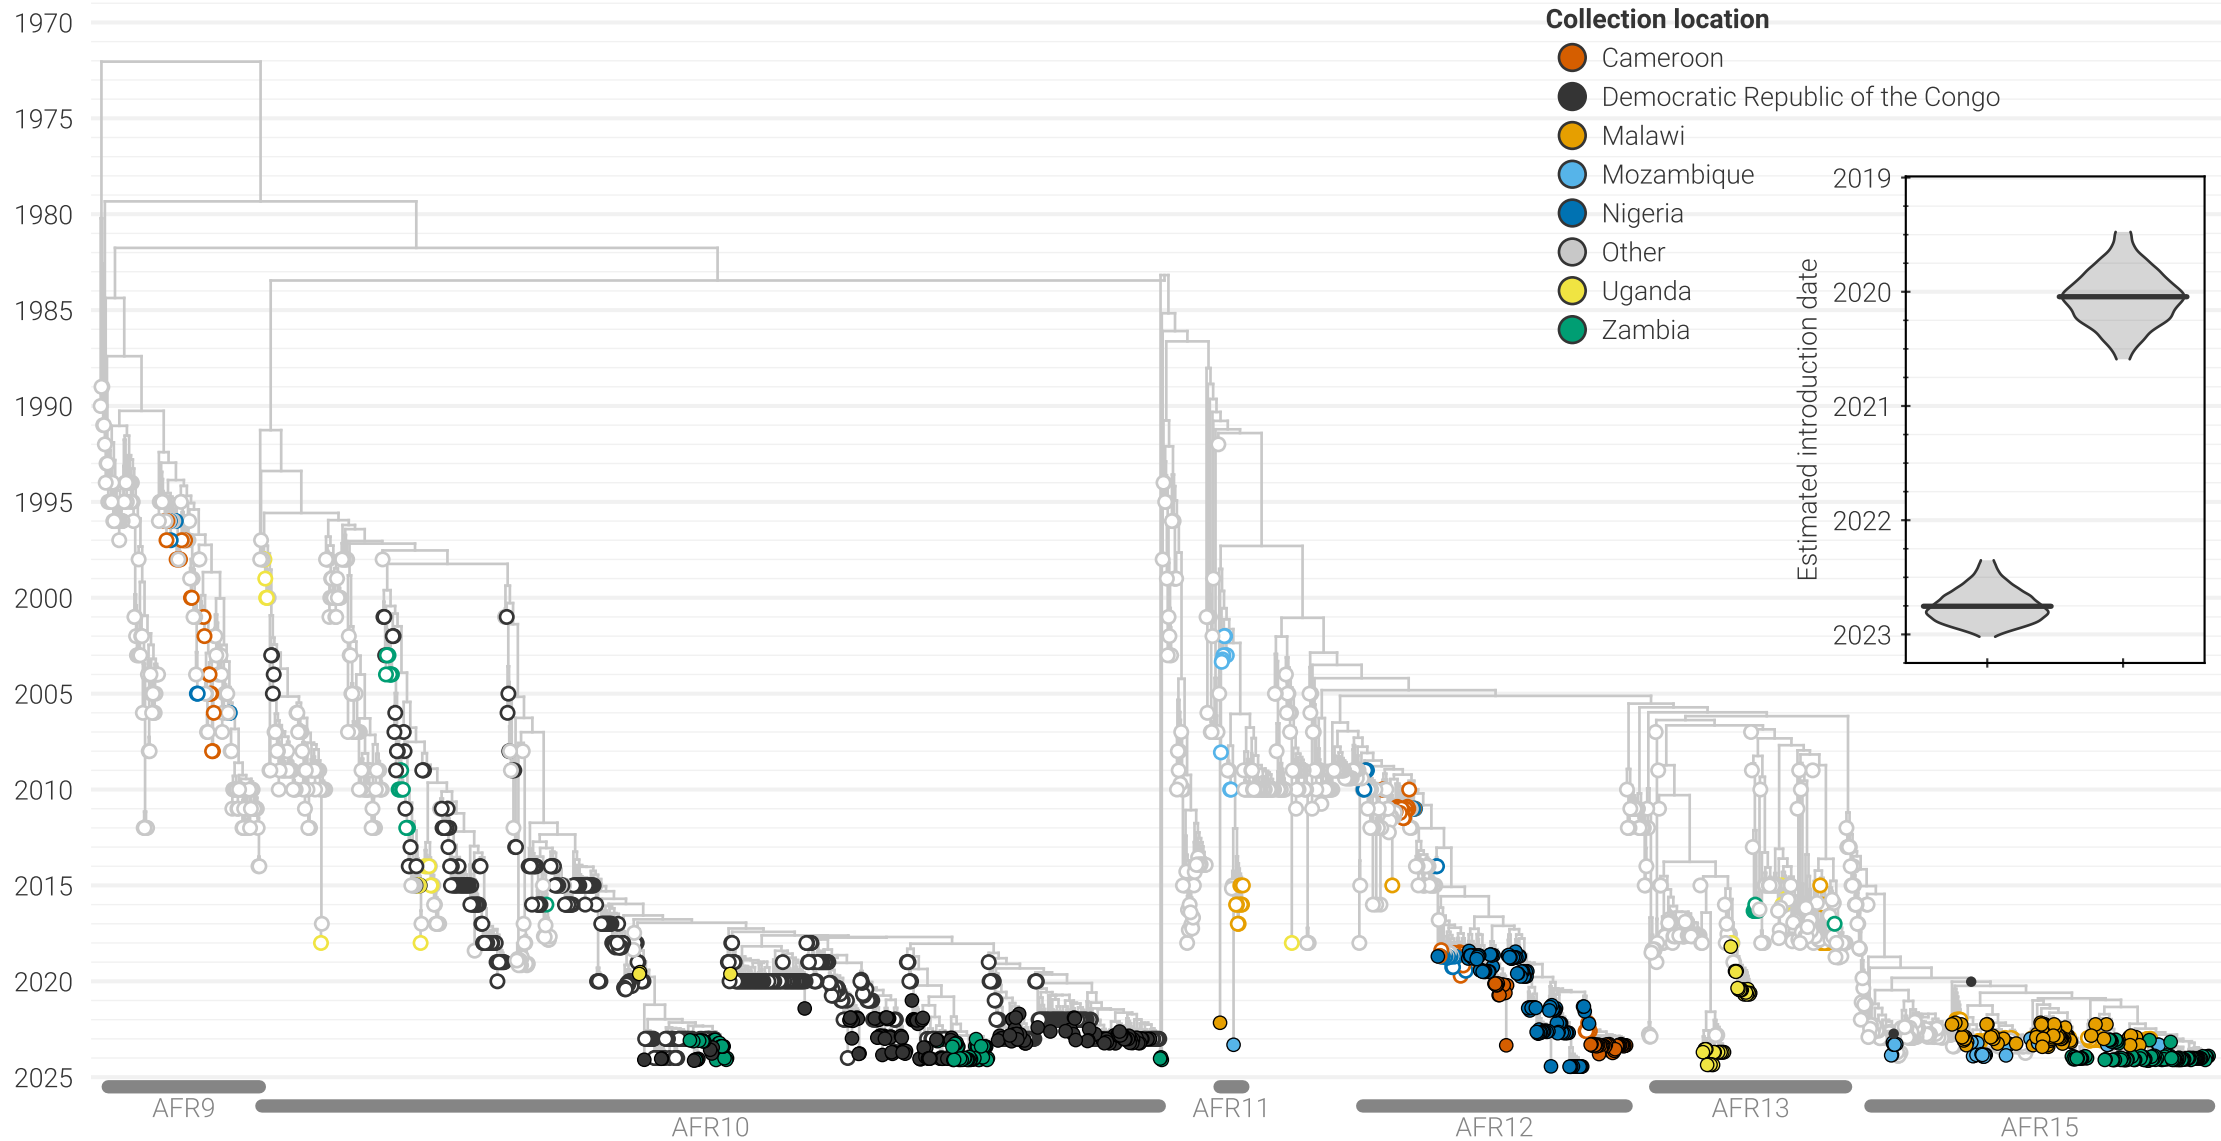 Collection location
Cameroon
Democratic Republic of the Congo
Malawi
Mozambique
Nigeria
Other
Uganda
Zambia
1970
1975
1980
1985
1990
1995
2000
2005
2010
2015
2020
2025
Estimated introduction date
2019
2020
2021
2022
2023
AFR9
AFR10
AFR11
AFR12
AFR13
AFR15